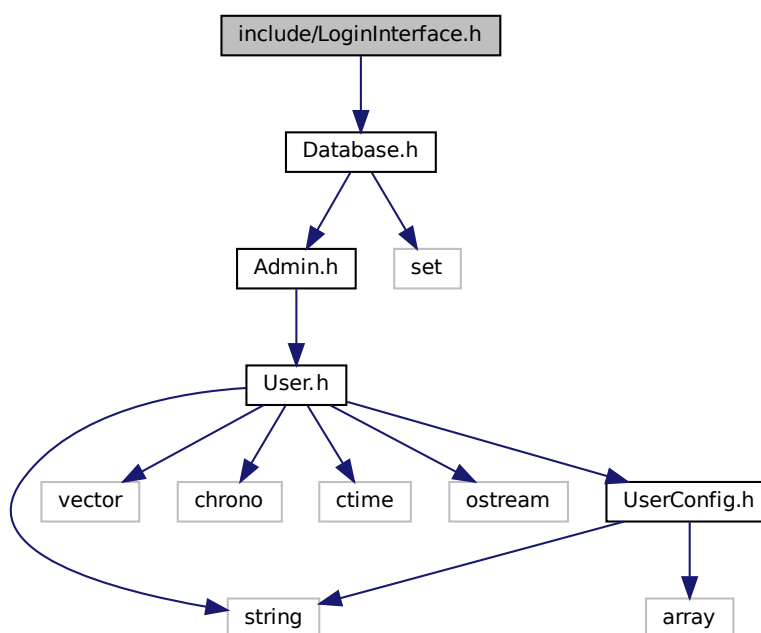 include/LoginInterface.h
Database.h
Admin.h
set
User.h
vector
chrono
ctime
ostream
UserConfig.h
string
array